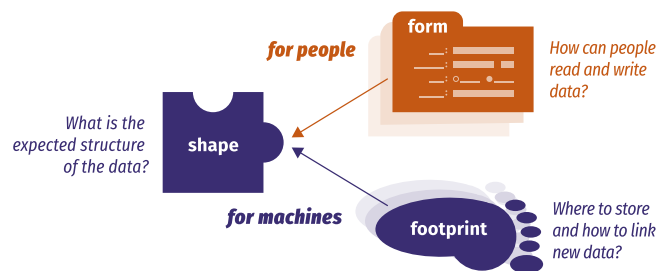 form
for people
How can people
read and write
data?
What is the
expected structure
of the data?
shape
for machines
footprint
Where to store
and how to link
new data?